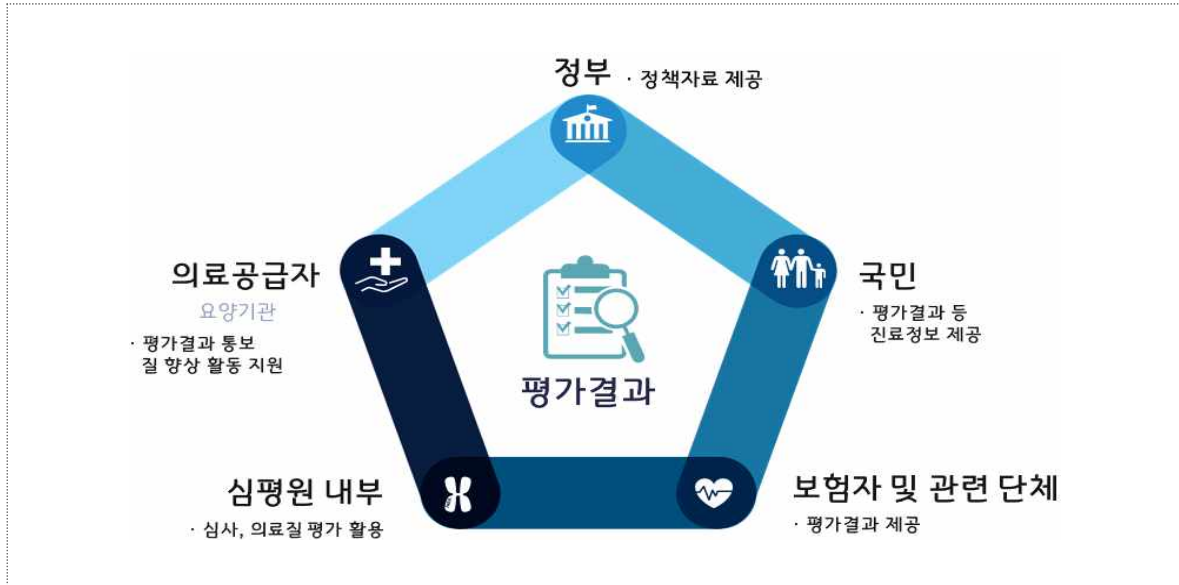 정부 · 정책자료 제공
의료공급자
요양기관
· 평가결과 통보
질 향상 활동 지원
국민
· 평가결과 등
진료정보 제공
평가결과
심평원 내부
· 심사, 의료질 평가 활용
보험자 및 관련 단체
· 평가결과 제공